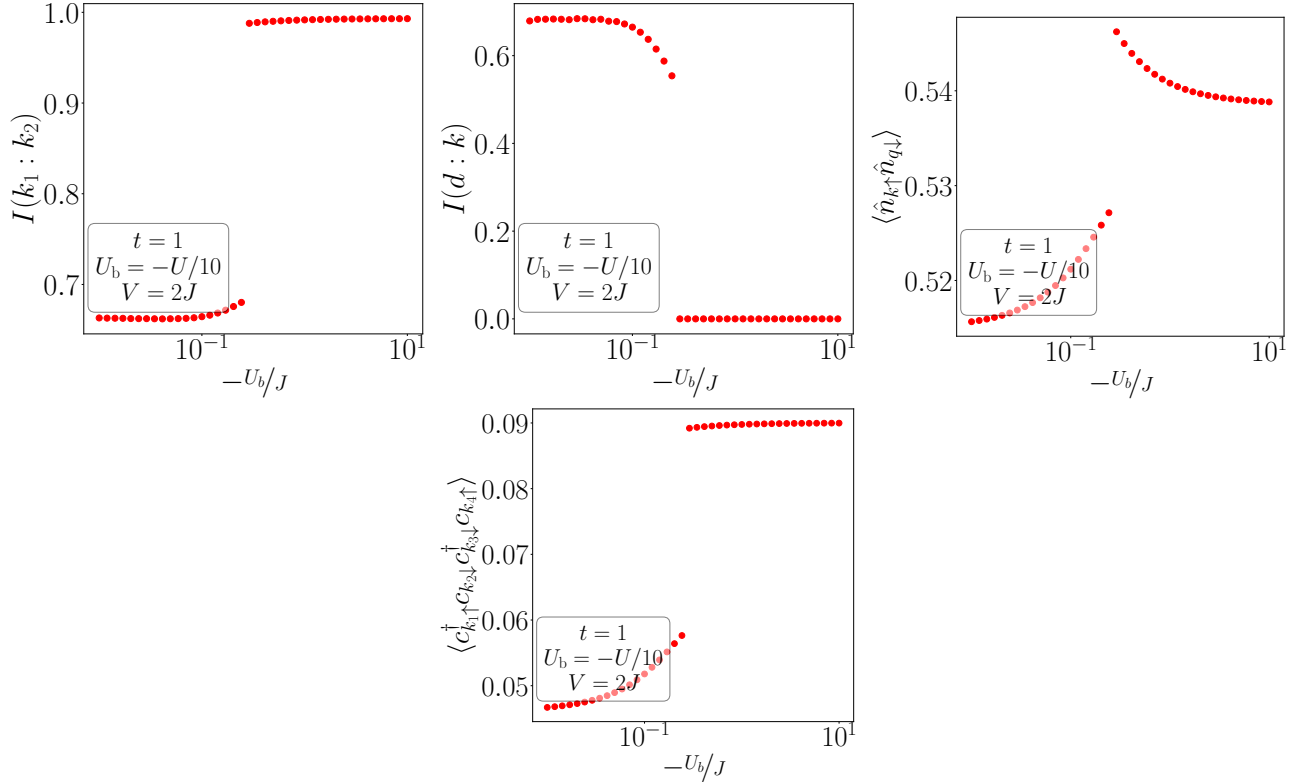 1.0
0.9
0.8
0.7
I(k₁ : k₂)
t = 1
U_b = −U/10
V = 2J
10⁻¹
10¹
−U_b/J
0.6
0.4
0.2
0.0
I(d : k)
t = 1
U_b = −U/10
V = 2J
10⁻¹
10¹
−U_b/J
0.54
0.53
0.52
⟨n̂_{k↑} n̂_{q↓}⟩
t = 1
U_b = −U/10
V = 2J
10⁻¹
10¹
−U_b/J
0.09
0.08
0.07
0.06
0.05
⟨c†_{k₁↑} c_{k₂↓} c†_{k₃↓} c_{k₄↑}⟩
t = 1
U_b = −U/10
V = 2J
10⁻¹
10¹
−U_b/J